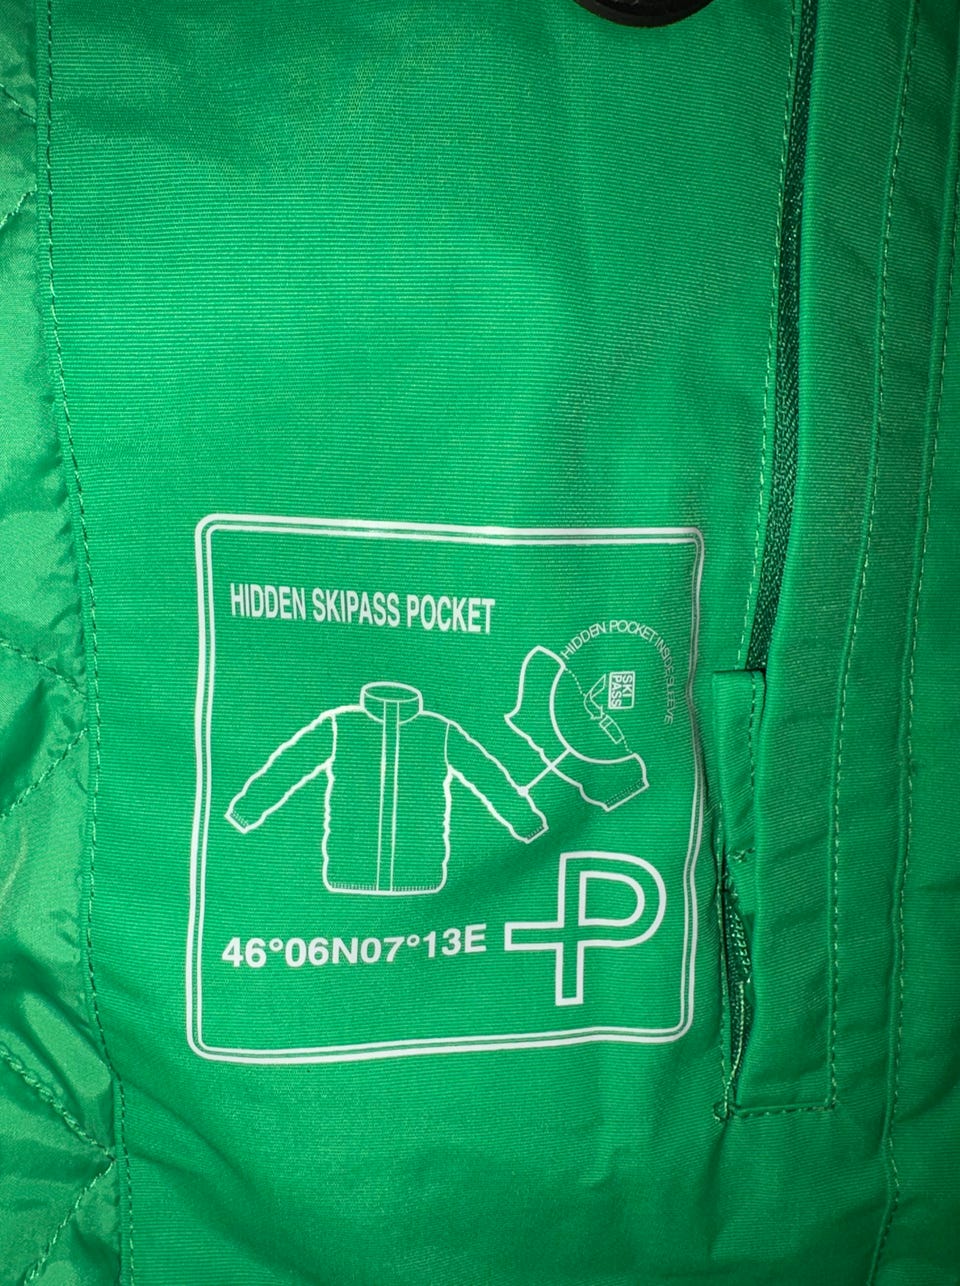 HIDDEN SKIPASS POCKET
HIDDEN POCKET INSIDE SLEEVE
SKI
PASS
46°06N07°13E
P